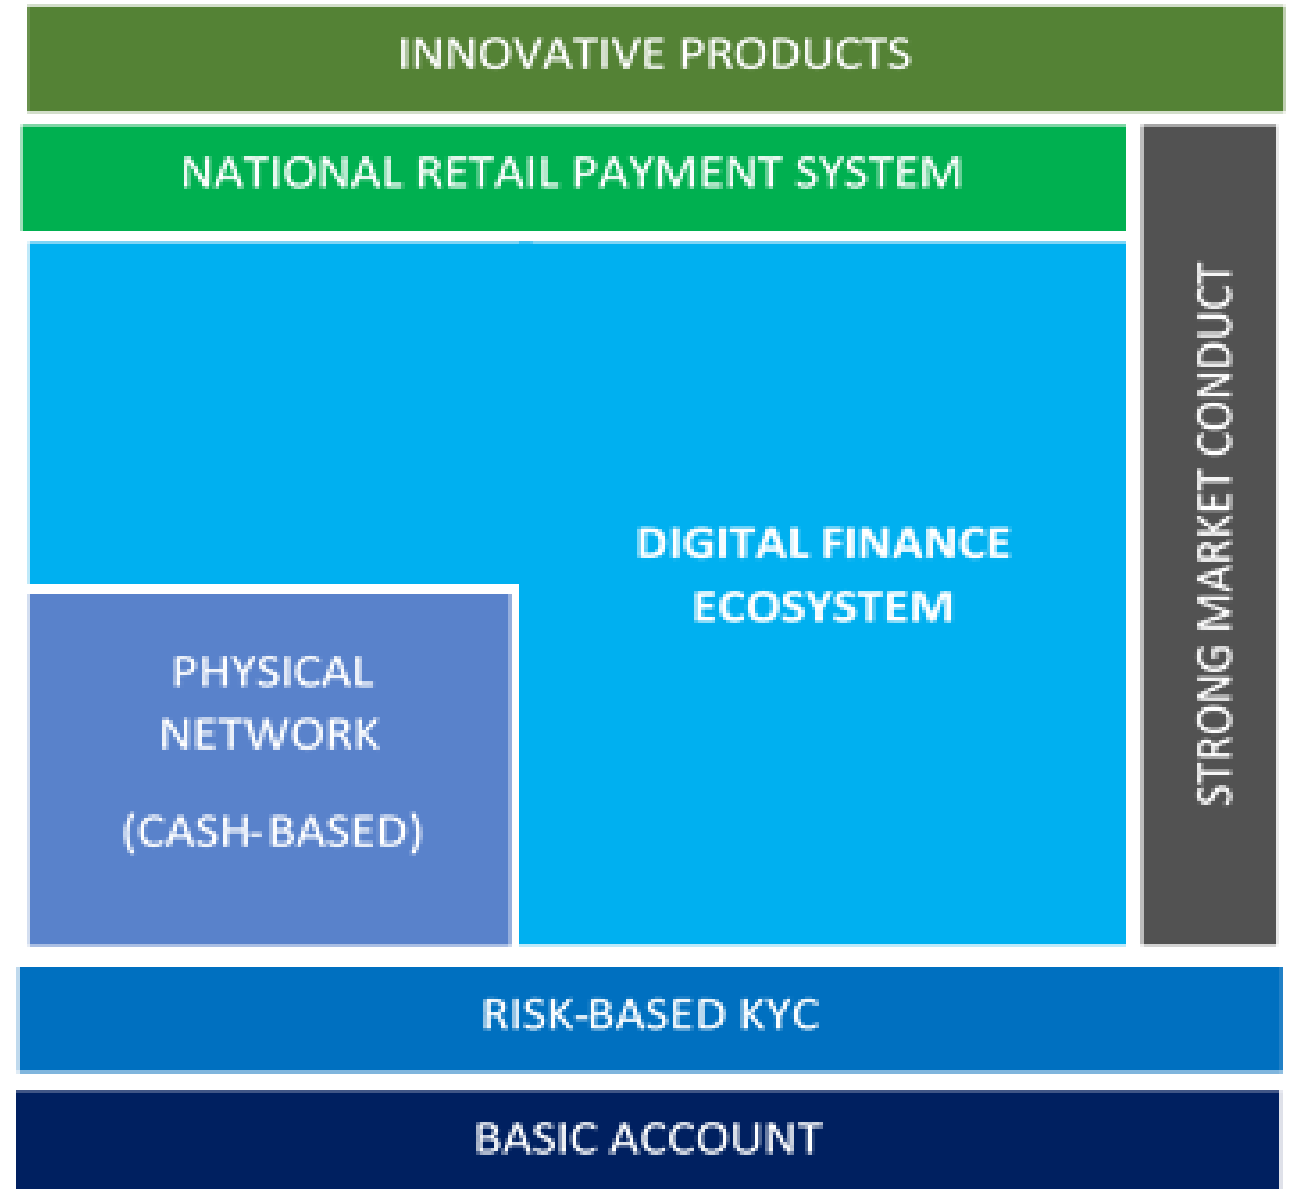 INNOVATIVE PRODUCTS
NATIONAL RETAIL PAYMENT SYSTEM
DIGITAL FINANCE
ECOSYSTEM
PHYSICAL
NETWORK
(CASH-BASED)
STRONG MARKET CONDUCT
RISK-BASED KYC
BASIC ACCOUNT